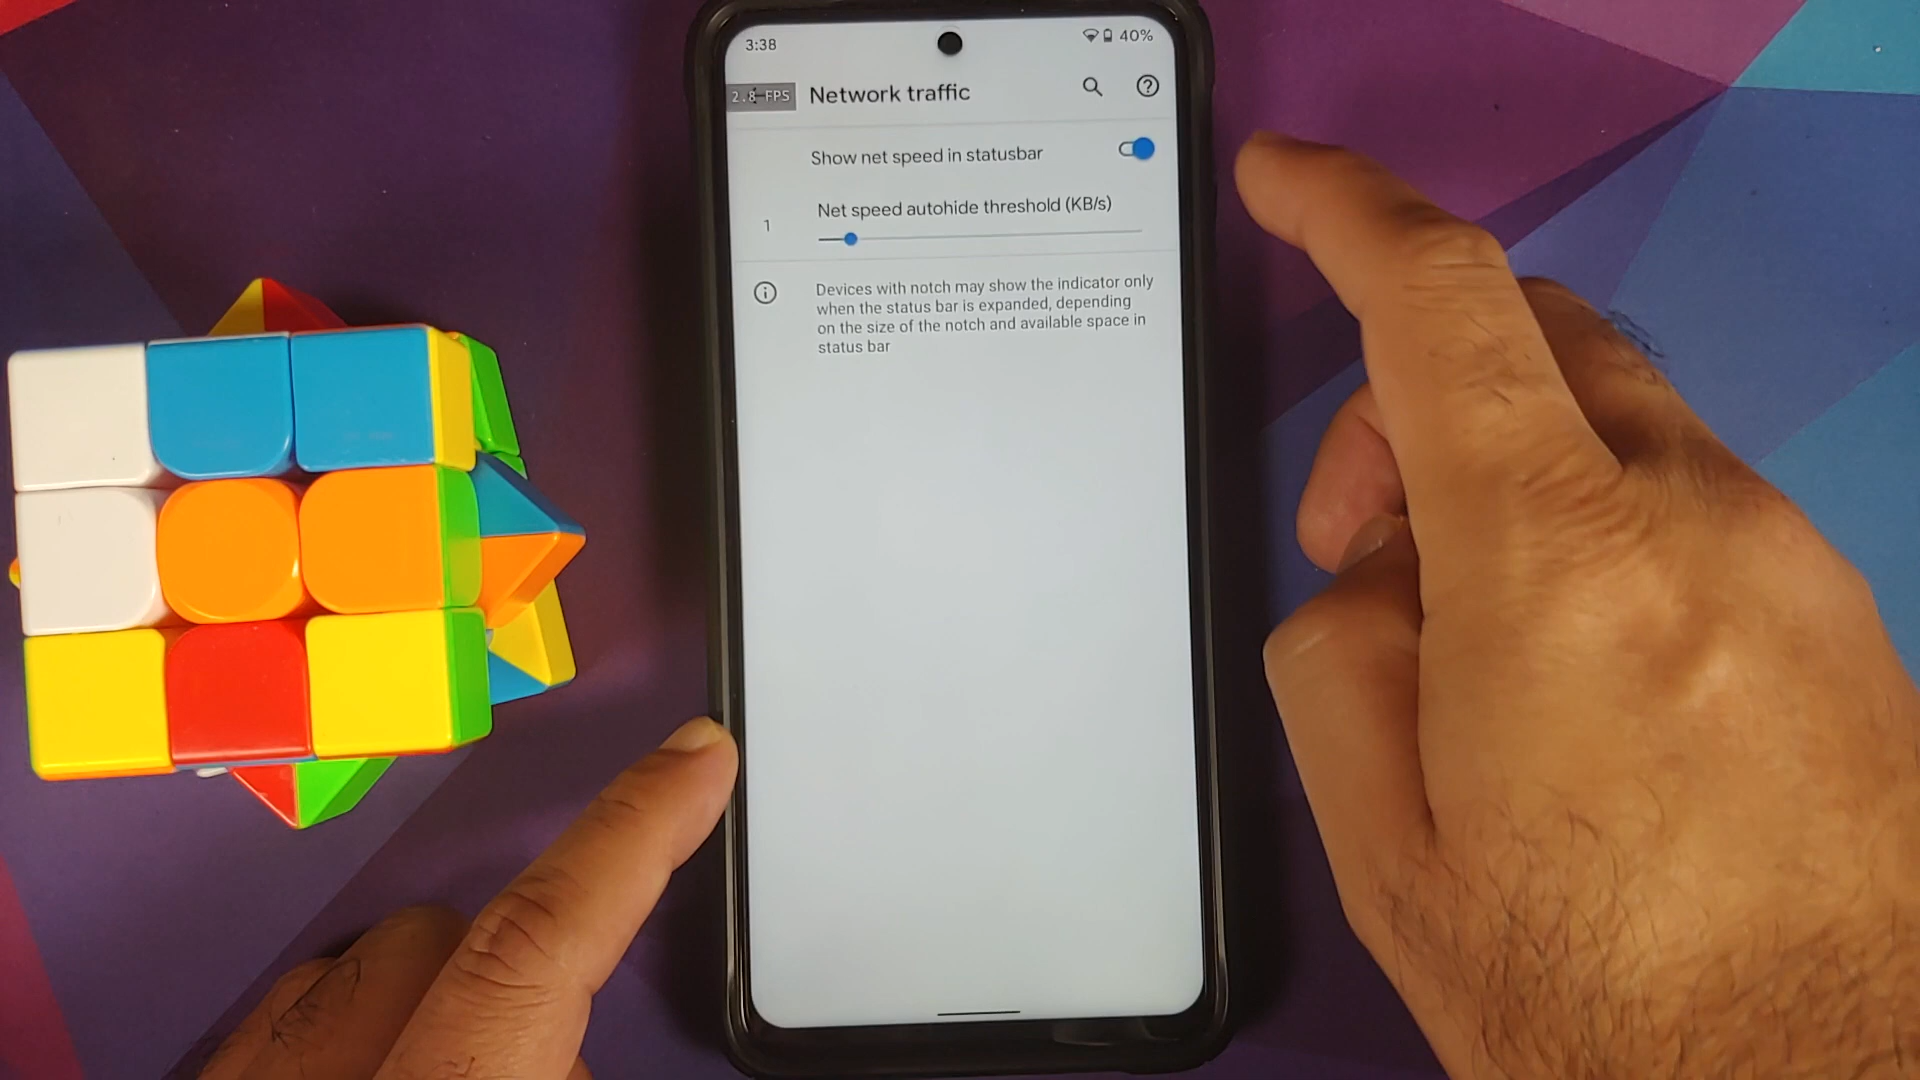 3:38
40%
2.8 FPS
Network traffic
Show net speed in statusbar
Net speed autohide threshold (KB/s)
1
Devices with notch may show the indicator only
when the status bar is expanded, depending
on the size of the notch and available space in
status bar